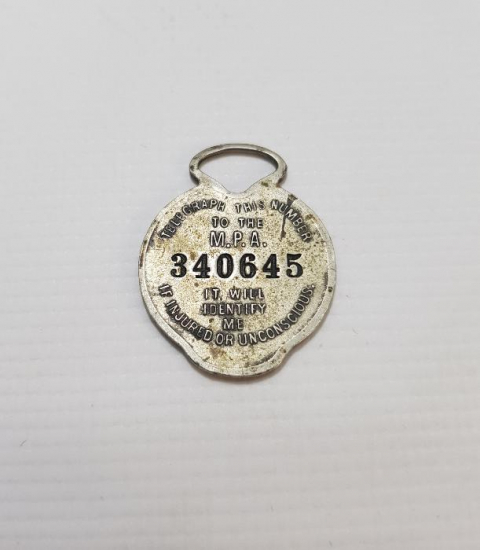 TELEGRAPH THIS NUMBER
TO THE
M.P.A.
340645
IT WILL
IDENTIFY
ME
IF INJURED OR UNCONSCIOUS.